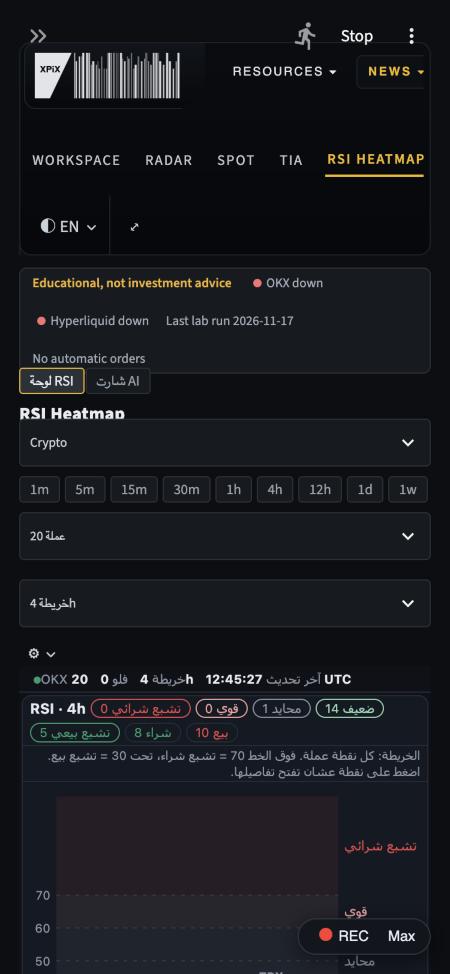 Stop
XPIX
RESOURCES
NEWS
WORKSPACE RADAR SPOT TIA RSI HEATMAP
EN
Educational, not investment advice OKX down
Hyperliquid down Last lab run 2026-11-17
No automatic orders
لوحة RSI شارت AI
RSI Heatmap
Crypto
1m 5m 15m 30m 1h 4h 12h 1d 1w
20 عملة
خريطة 4h
OKX 20 فلو 0 خريطة 4h آخر تحديث 12:45:27 UTC
RSI · 4h تشبع شرائي 0 قوي 0 محايد 1 ضعيف 14
تشبع بيعي 5 شراء 8 بيع 10
الخريطة: كل نقطة عملة. فوق الخط 70 = تشبع شراء، تحت 30 = تشبع بيع.
اضغط على نقطة عشان تفتح تفاصيلها.
تشبع شرائي
70
قوي
60
REC Max
50
محايد